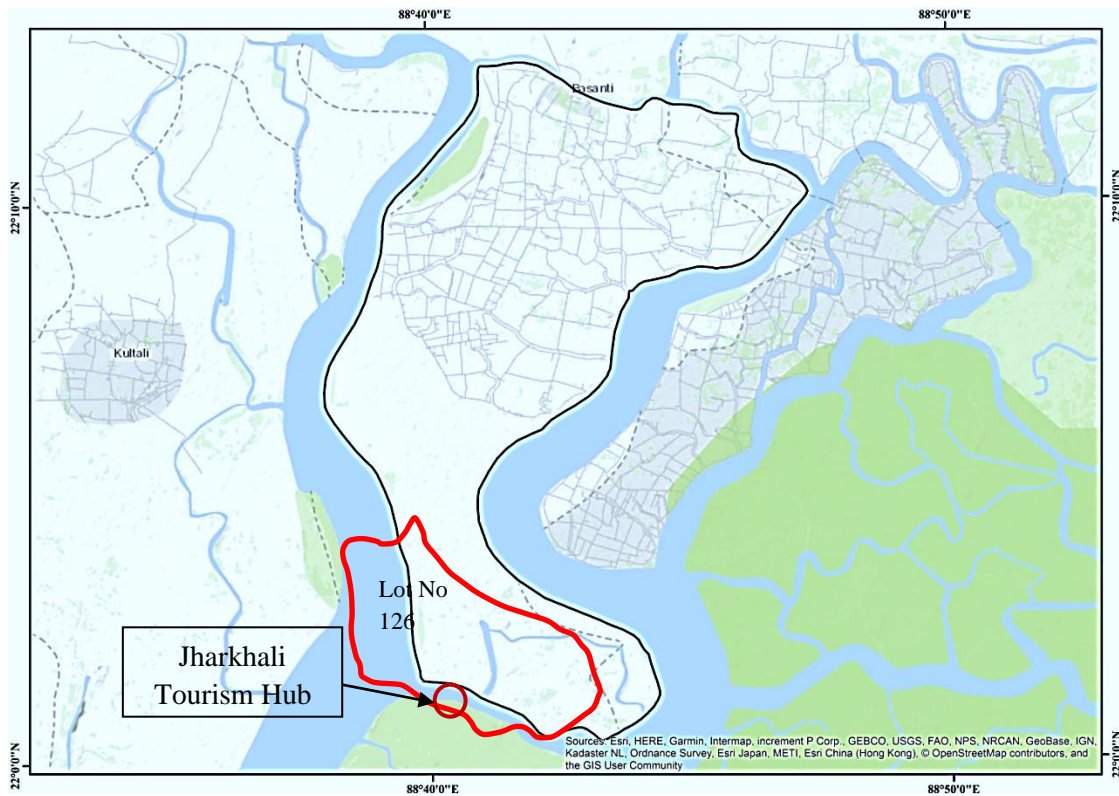 88°40'0"E
88°50'0"E
Basanti
22°10'0"N
22°10'0"N
Kultali
Lot No
126
Jharkhali
Tourism Hub
22°0'0"N
22°0'0"N
Sources: Esri, HERE, Garmin, Intermap, increment P Corp., GEBCO, USGS, FAO, NPS, NRCAN, GeoBase, IGN,
Kadaster NL, Ordnance Survey, Esri Japan, METI, Esri China (Hong Kong), © OpenStreetMap contributors, and
the GIS User Community
88°40'0"E
88°50'0"E